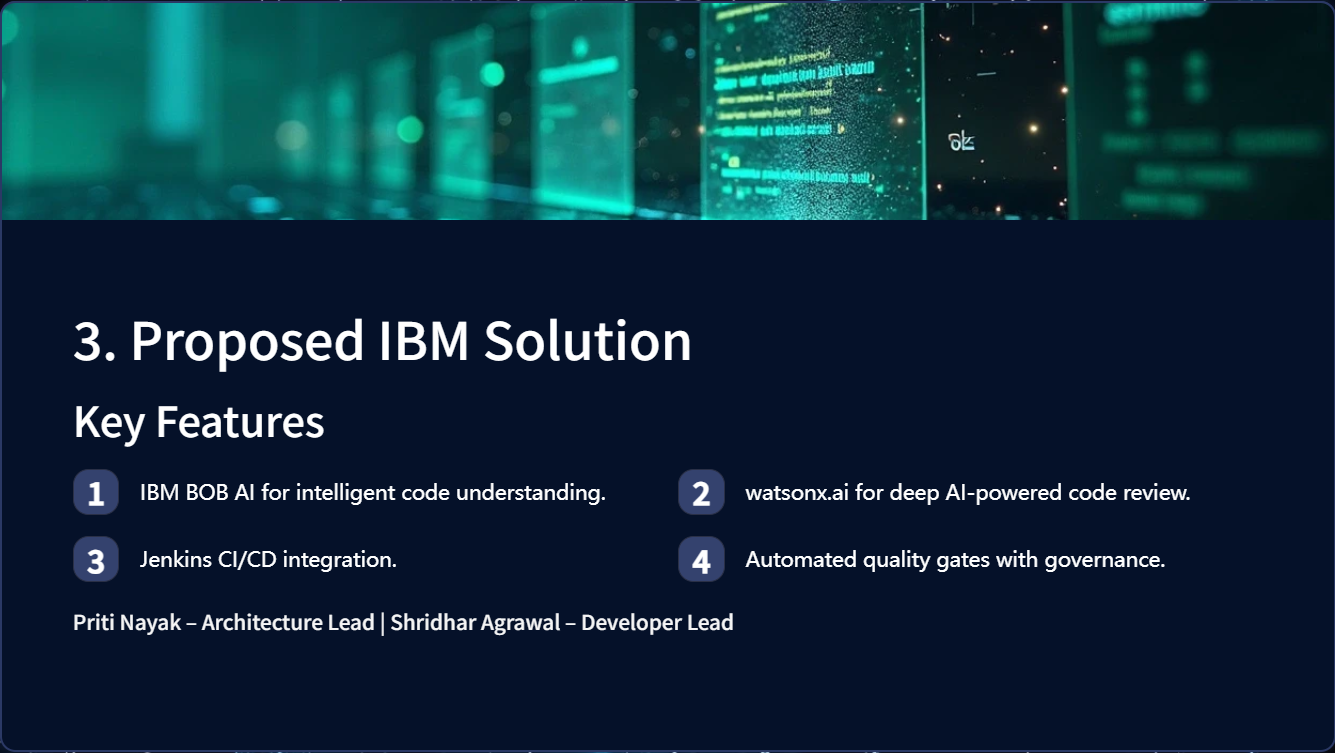 3. Proposed IBM Solution
Key Features
1 IBM BOB AI for intelligent code understanding.
2 watsonx.ai for deep AI-powered code review.
3 Jenkins CI/CD integration.
4 Automated quality gates with governance.
Priti Nayak – Architecture Lead | Shridhar Agrawal – Developer Lead